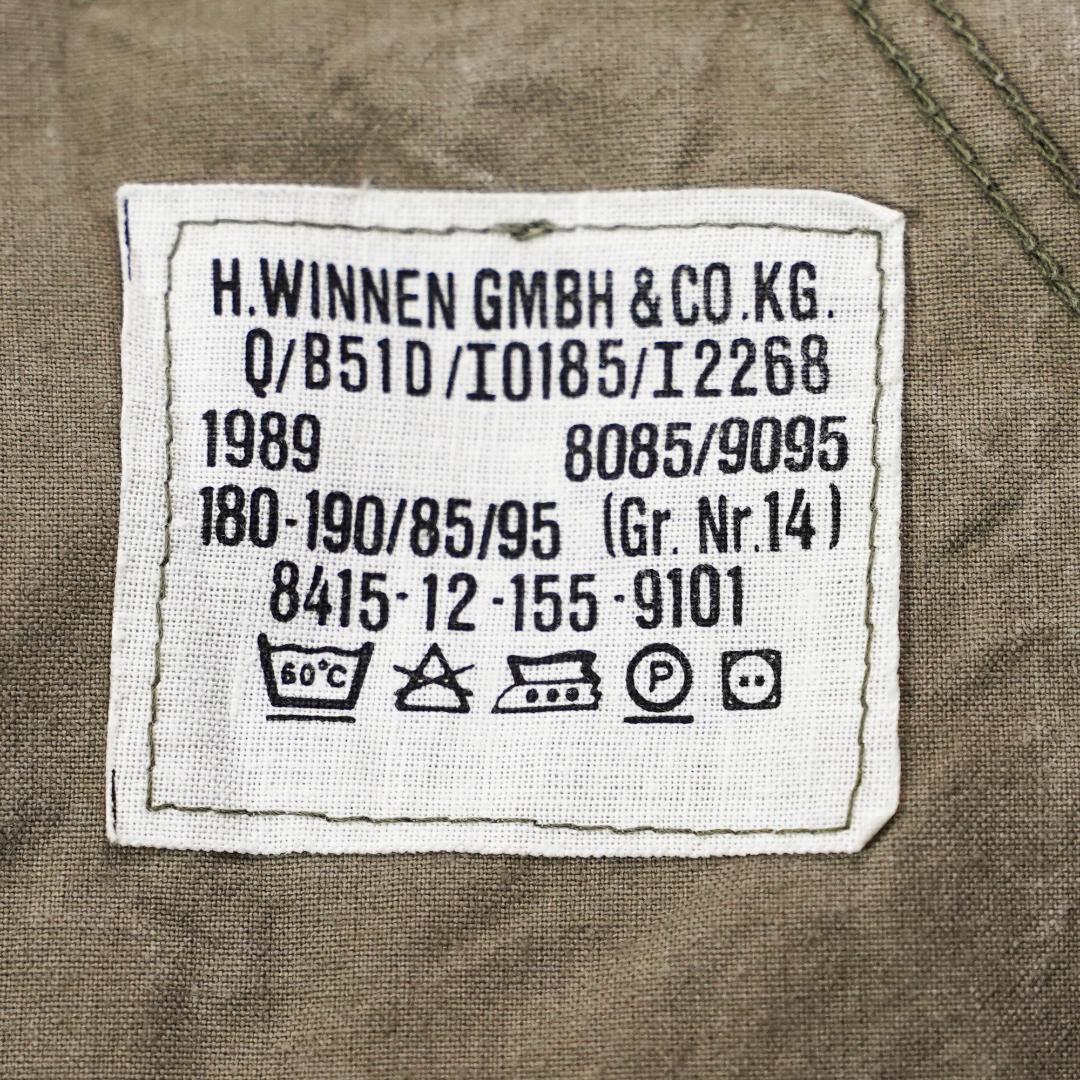 H.WINNEN GMBH & CO.KG.
Q/B51D/I0185/I2268
1989 8085/9095
180-190/85/95 (Gr. Nr.14)
8415-12-155-9101
60°C P